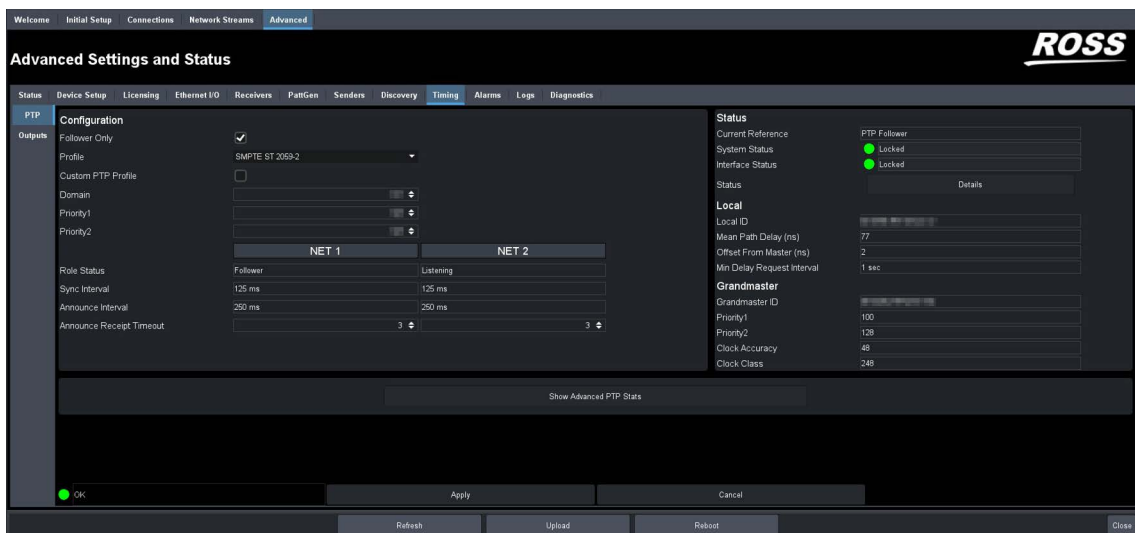 Welcome Initial Setup Connections Network Streams Advanced
ROSS
Advanced Settings and Status
Status Device Setup Licensing Ethernet I/O Receivers PattGen Senders Discovery Timing Alarms Logs Diagnostics
PTP
Outputs
Configuration
Follower Only
Profile SMPTE ST 2059-2
Custom PTP Profile
Domain
Priority1
Priority2
NET 1 NET 2
Role Status Follower Listening
Sync Interval 125 ms 125 ms
Announce Interval 250 ms 250 ms
Announce Receipt Timeout 3 3
Status
Current Reference PTP Follower
System Status Locked
Interface Status Locked
Status Details
Local
Local ID
Mean Path Delay (ns) 77
Offset From Master (ns) 2
Min Delay Request Interval 1 sec
Grandmaster
Grandmaster ID
Priority1 100
Priority2 128
Clock Accuracy 48
Clock Class 248
Show Advanced PTP Stats
OK Apply Cancel
Refresh Upload Reboot Close